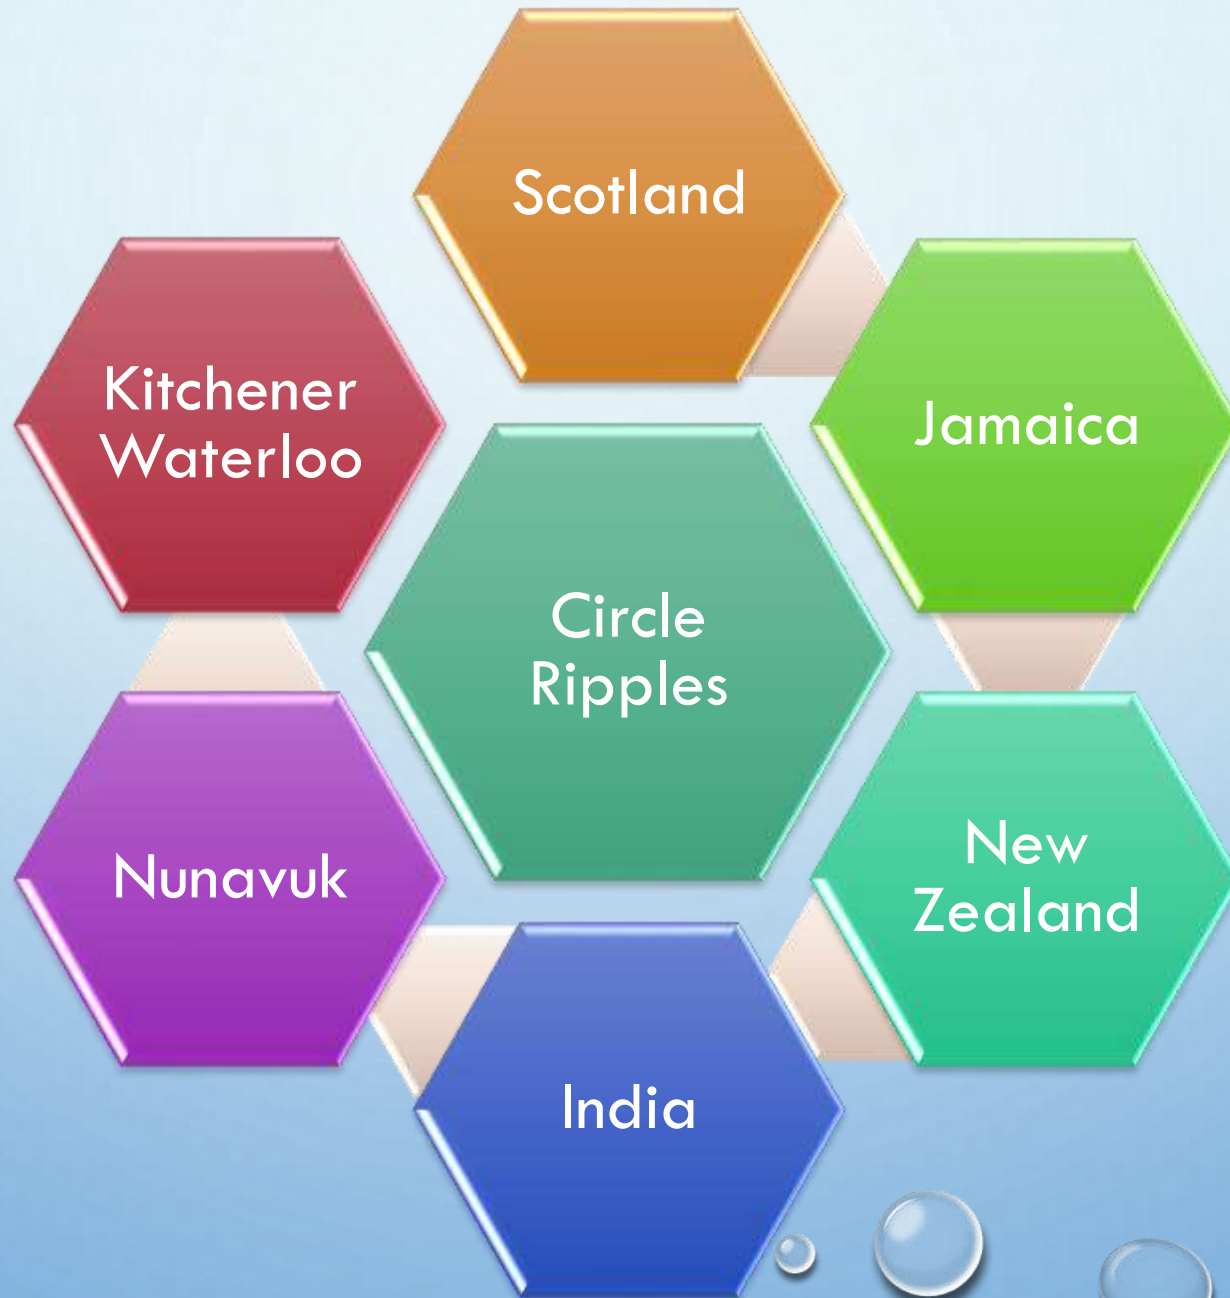 Scotland
Kitchener
Waterloo
Jamaica
Circle
Ripples
Nunavuk
New
Zealand
India